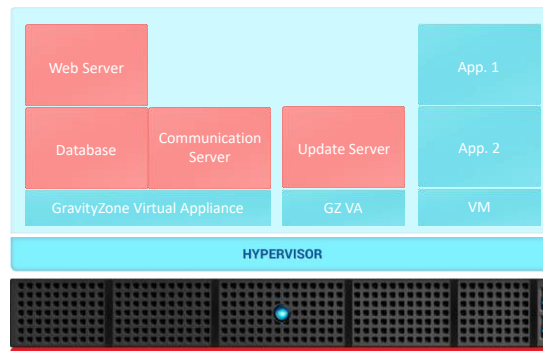 Web Server
App. 1
Database
Communication
Server
Update Server
App. 2
GravityZone Virtual Appliance
GZ VA
VM
HYPERVISOR